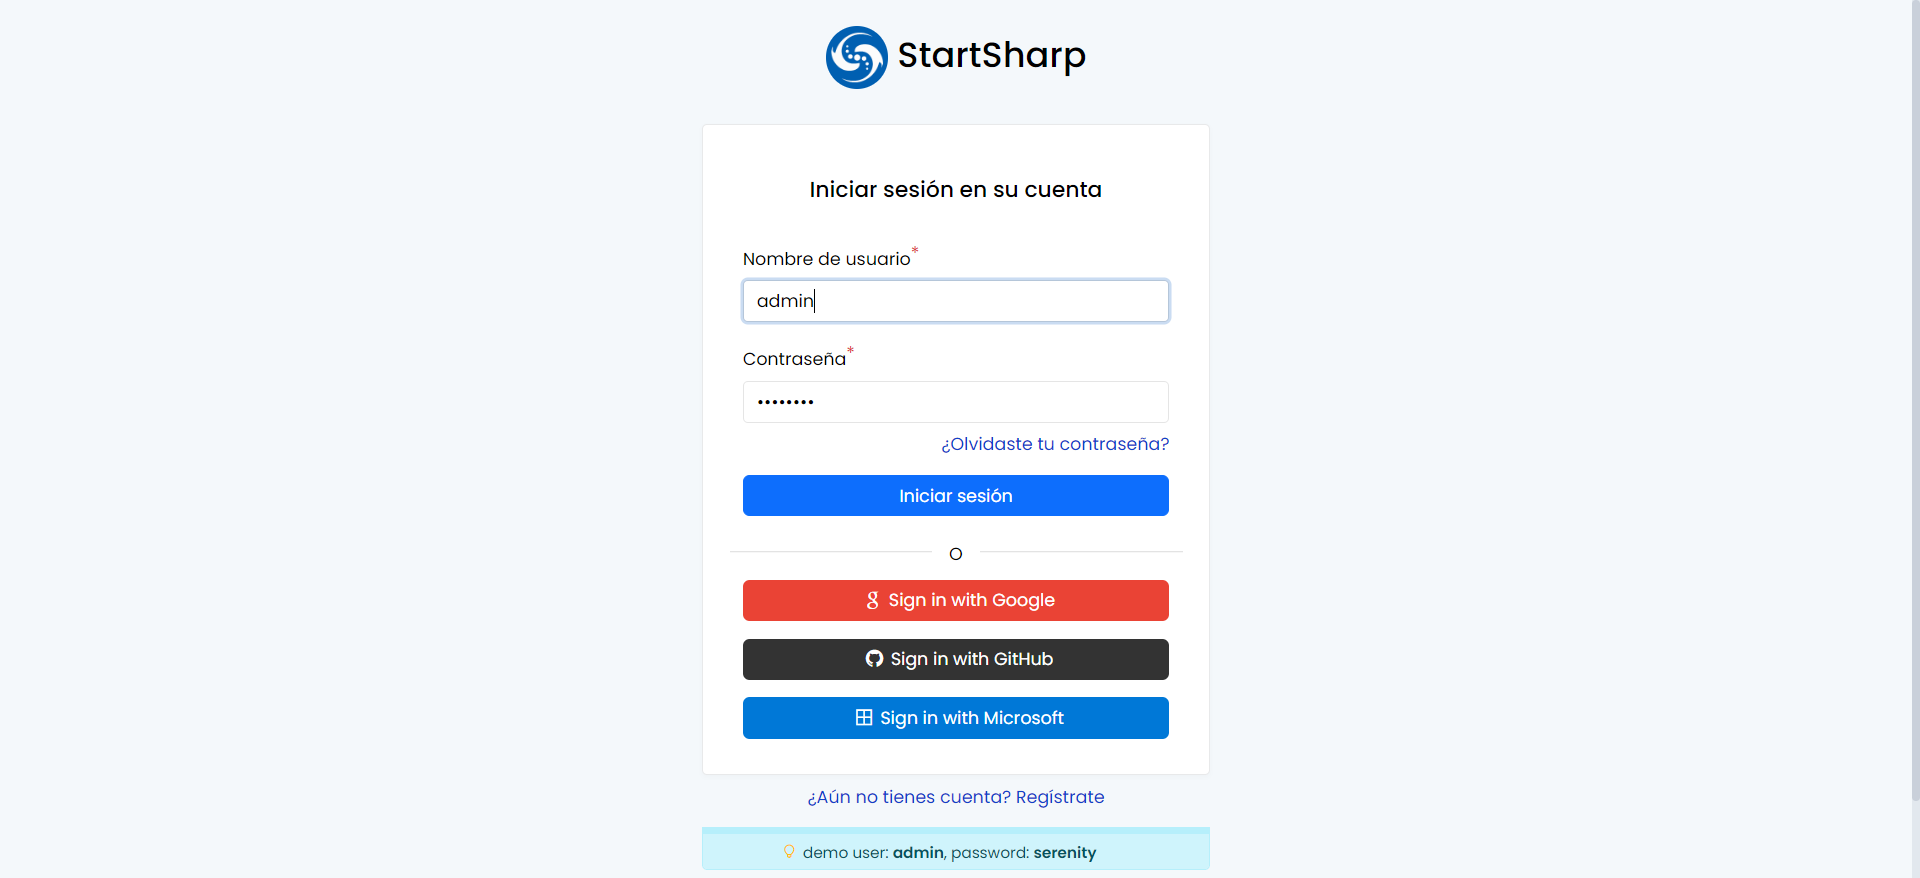 StartSharp
Iniciar sesión en su cuenta
Nombre de usuario*
admin
Contraseña*
••••••••
¿Olvidaste tu contraseña?
Iniciar sesión
O
Sign in with Google
Sign in with GitHub
Sign in with Microsoft
¿Aún no tienes cuenta? Regístrate
demo user: admin, password: serenity